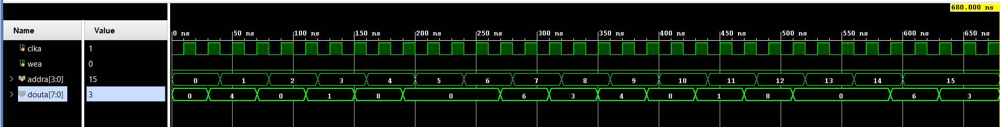 680.000 ns
Name Value
0 ns 50 ns 100 ns 150 ns 200 ns 250 ns 300 ns 350 ns 400 ns 450 ns 500 ns 550 ns 600 ns 650 ns
clka 1
wea 0
addra[3:0] 15 0 1 2 3 4 5 6 7 8 9 10 11 12 13 14 15
douta[7:0] 3 0 4 0 1 8 0 6 3 4 0 1 8 0 6 3